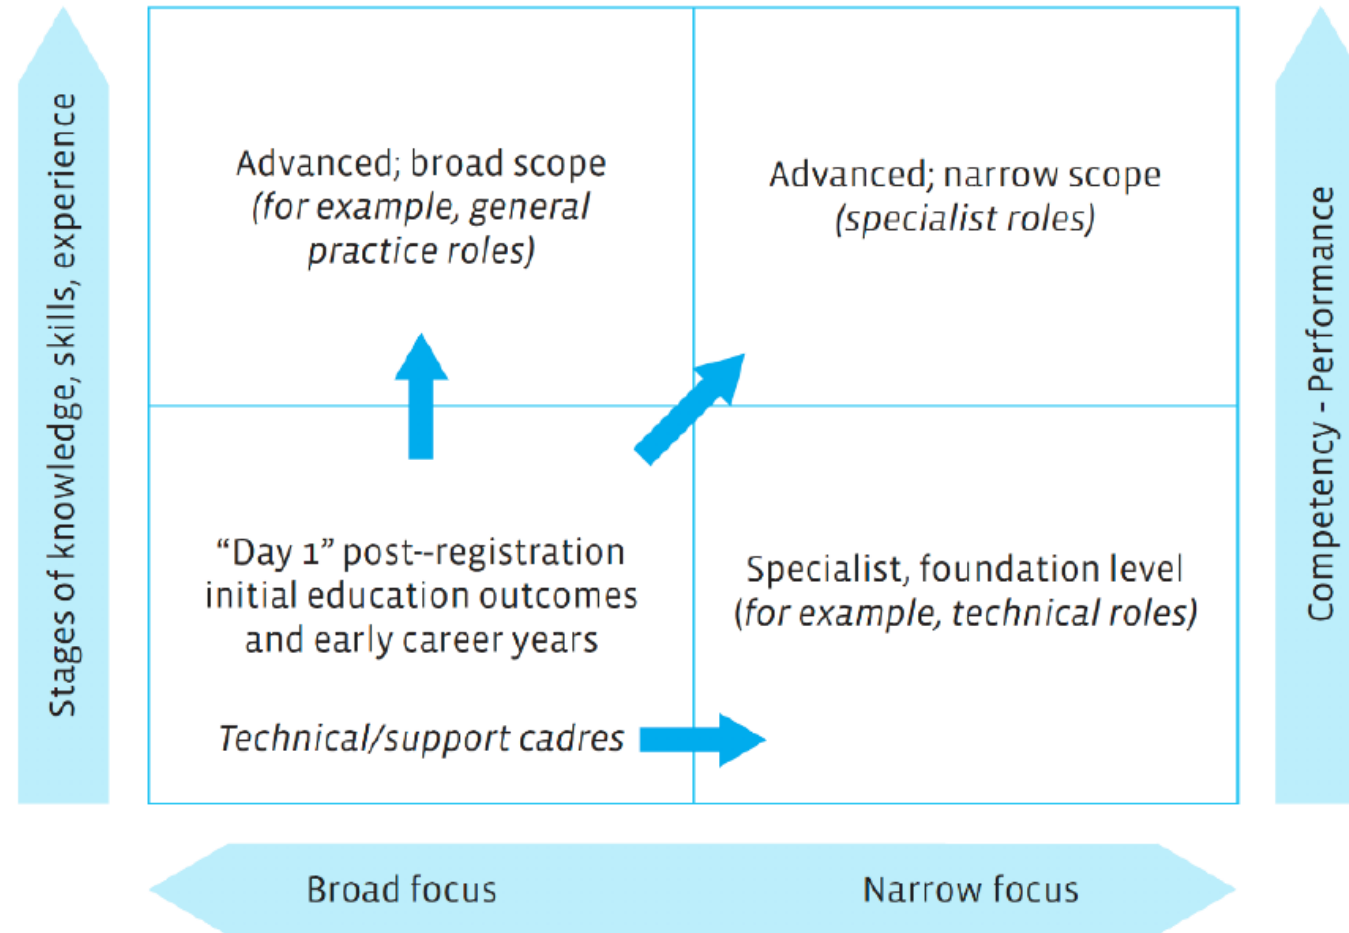 Stages of knowledge, skills, experience
Advanced; broad scope
(for example, general
practice roles)
Advanced; narrow scope
(specialist roles)
“Day 1” post--registration
initial education outcomes
and early career years
Technical/support cadres
Specialist, foundation level
(for example, technical roles)
Competency - Performance
Broad focus
Narrow focus